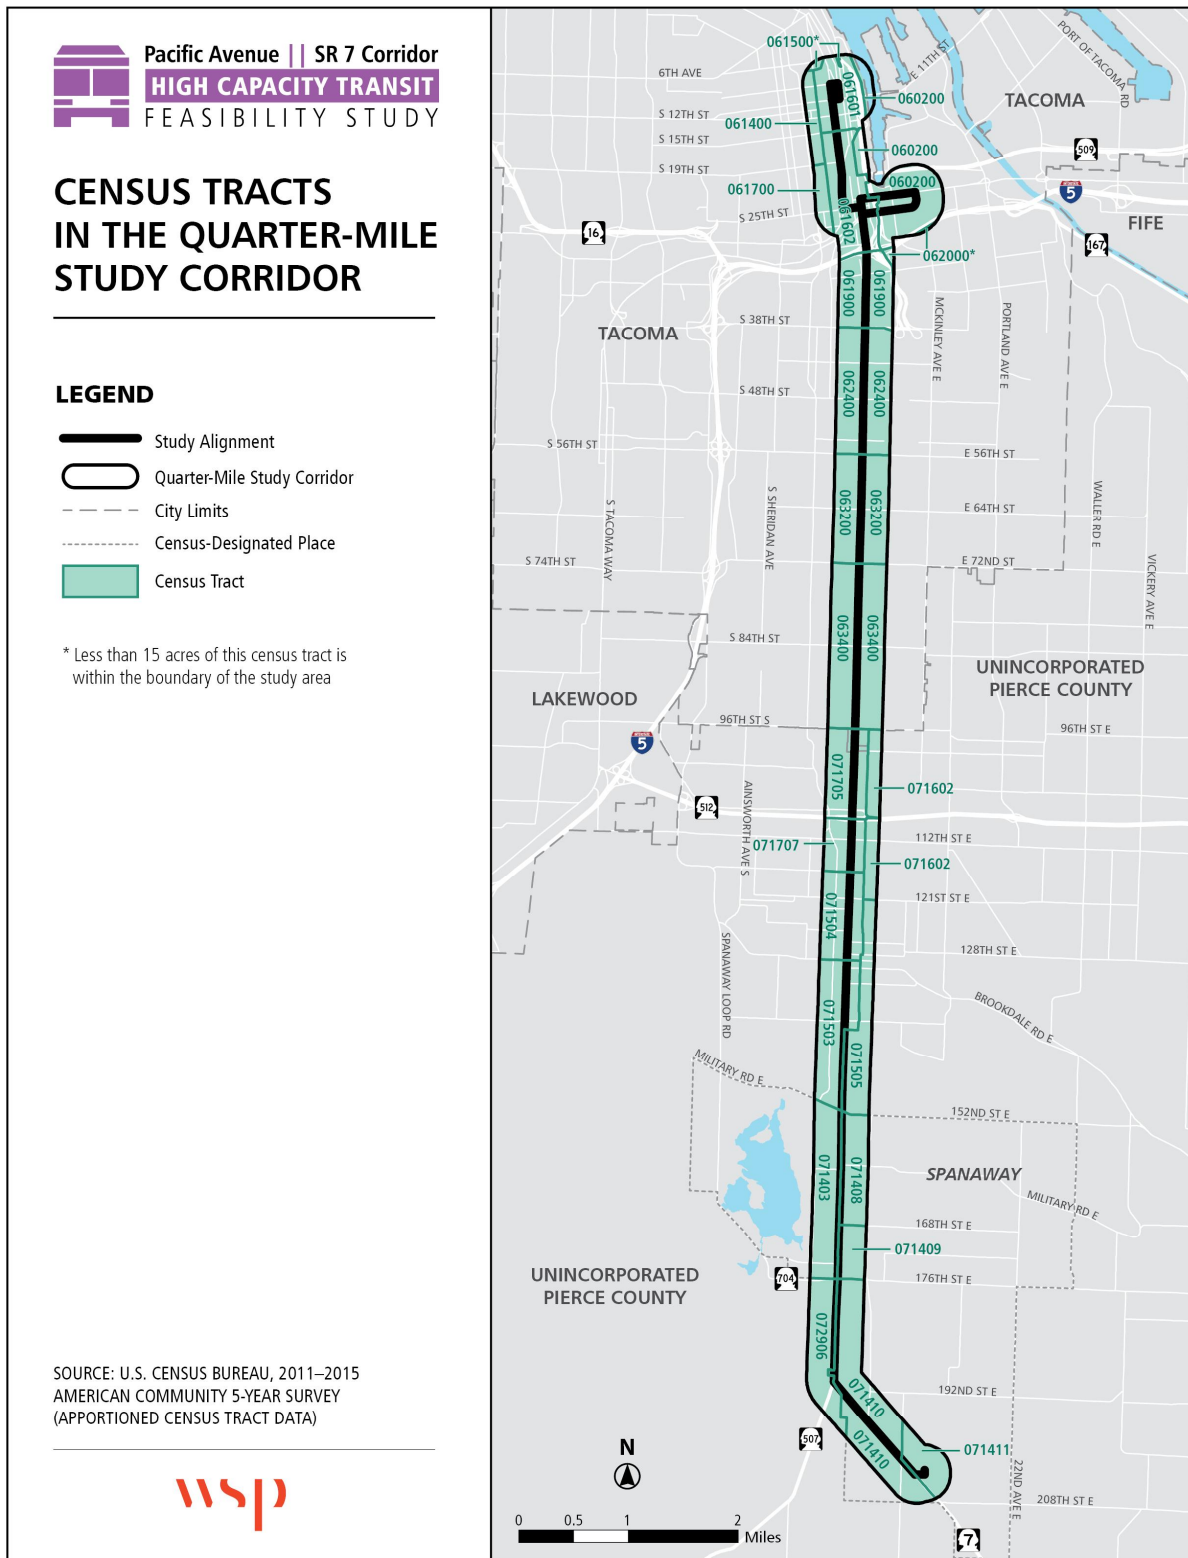 Pacific Avenue || SR 7 Corridor
HIGH CAPACITY TRANSIT
FEASIBILITY STUDY
CENSUS TRACTS
IN THE QUARTER-MILE
STUDY CORRIDOR
LEGEND
Study Alignment
Quarter-Mile Study Corridor
City Limits
Census-Designated Place
Census Tract
* Less than 15 acres of this census tract is
within the boundary of the study area
SOURCE: U.S. CENSUS BUREAU, 2011–2015
AMERICAN COMMUNITY 5-YEAR SURVEY
(APPORTIONED CENSUS TRACT DATA)
wsp
061500*
E 11TH ST
PORT OF TACOMA RD
6TH AVE
061601
060200
TACOMA
S 12TH ST
061400
S 15TH ST
060200
509
S 19TH ST
060200
061700
5
S 25TH ST
061602
FIFE
16
167
062000*
061900
061900
MCKINLEY AVE E
PORTLAND AVE E
S 38TH ST
TACOMA
062400
062400
S 48TH ST
S 56TH ST
E 56TH ST
S TACOMA WAY
S SHERIDAN AVE
063200
063200
E 64TH ST
WALLER RD E
S 74TH ST
E 72ND ST
VICKERY AVE E
063400
063400
S 84TH ST
UNINCORPORATED
PIERCE COUNTY
LAKEWOOD
96TH ST S
96TH ST E
5
071705
071602
512
AINSWORTH AVE S
071707
112TH ST E
071602
121ST ST E
071504
SPANAWAY LOOP RD
128TH ST E
071503
BROOKDALE RD E
071505
MILITARY RD E
152ND ST E
071403
071408
SPANAWAY
MILITARY RD E
168TH ST E
071409
UNINCORPORATED
PIERCE COUNTY
704
176TH ST E
072906
071410
192ND ST E
071410
507
071411
22ND AVE E
208TH ST E
N
0 0.5 1 2
Miles
7